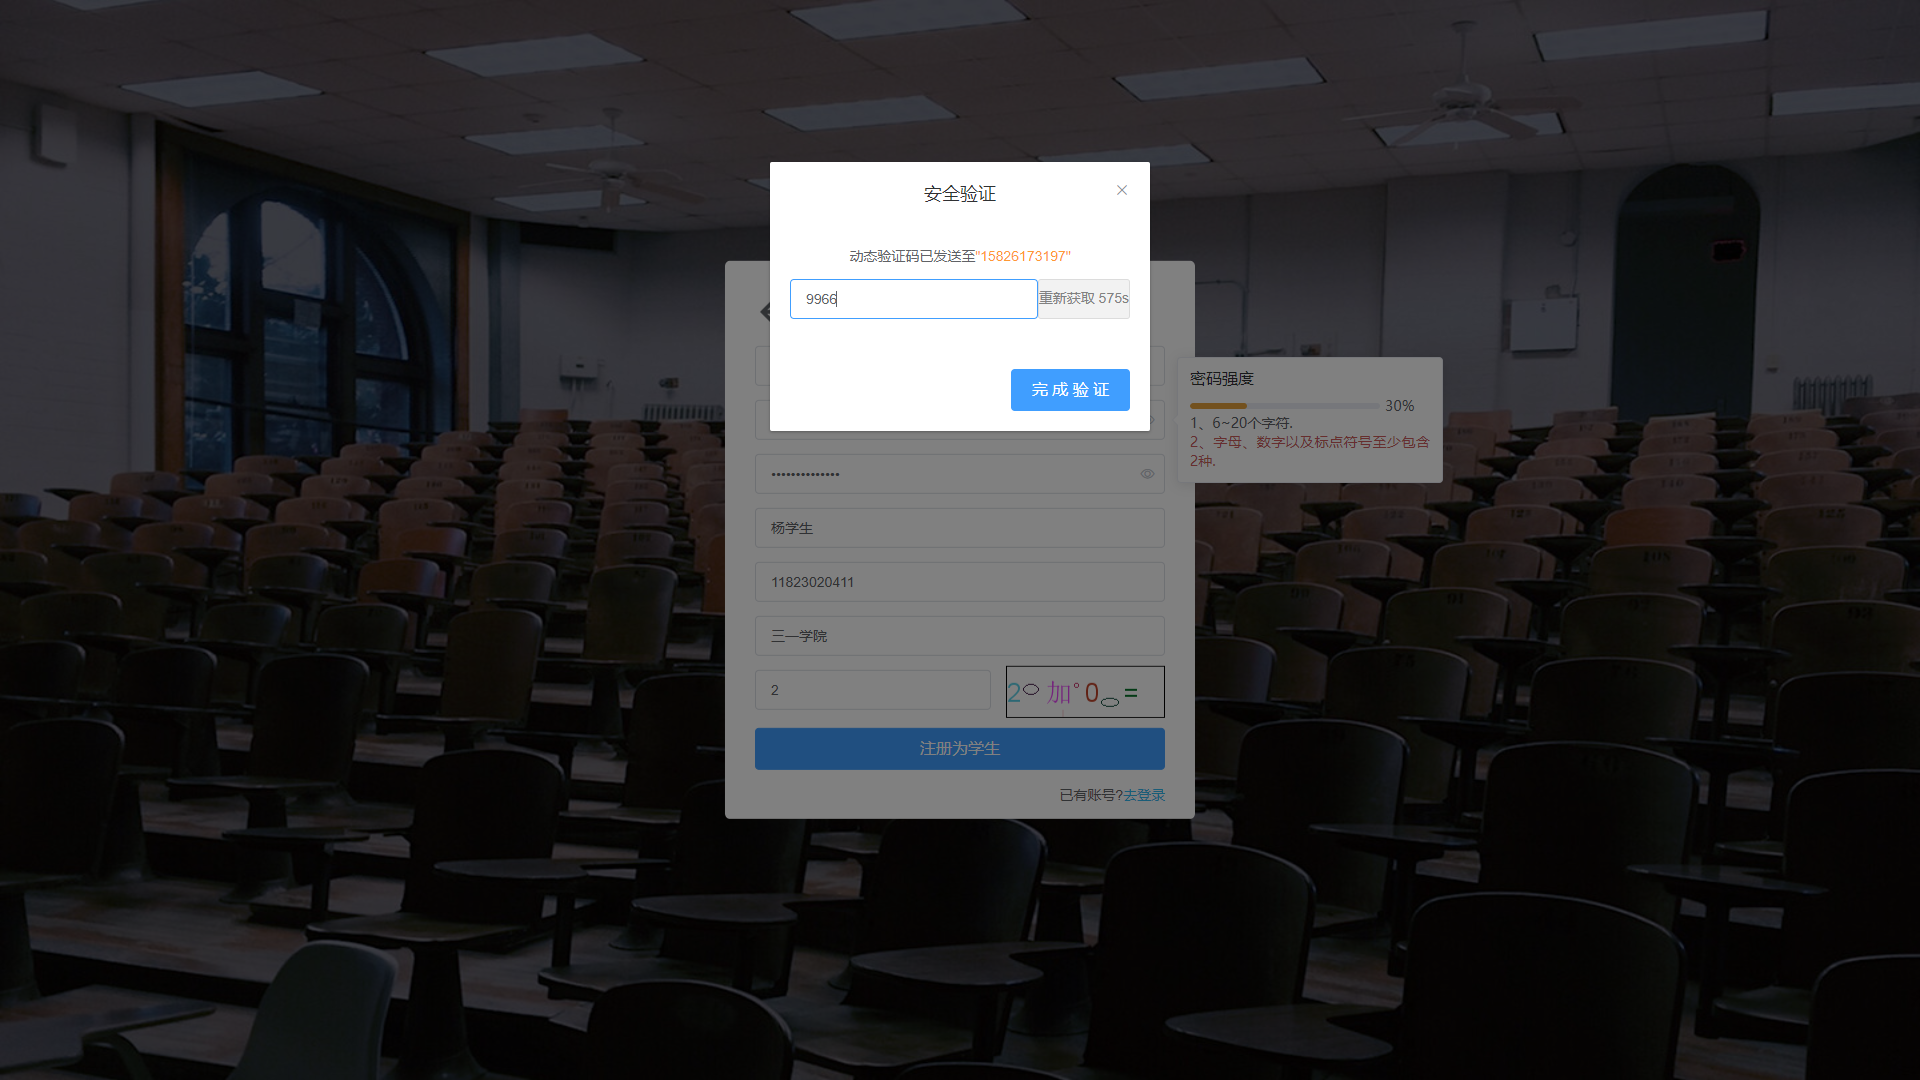 安全验证
动态验证码已发送至"15826173197"
9966
重新获取 575s
完成验证
密码强度
30%
1、6~20个字符.
2、字母、数字以及标点符号至少包含
2种.
••••••••••••••
杨学生
11823020411
三一学院
2
2 加 0 =
注册为学生
已有账号?去登录